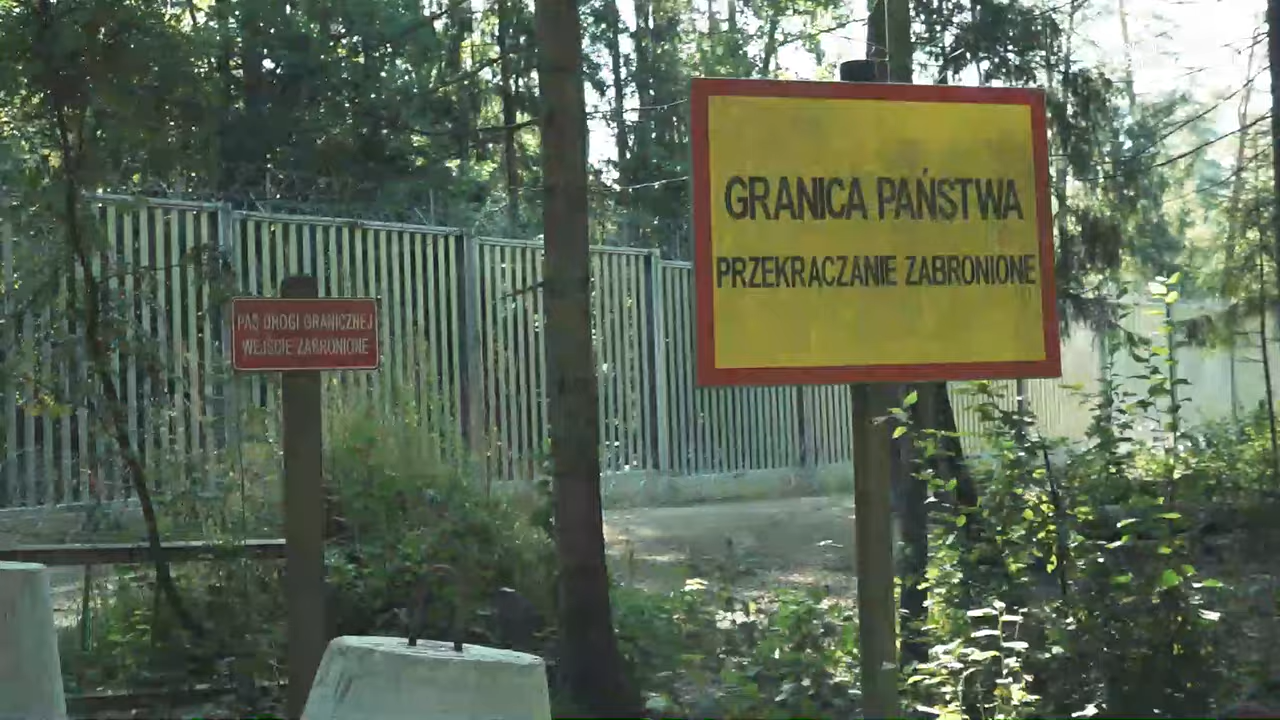 GRANICA PAŃSTWA
PRZEKRACZANIE ZABRONIONE
PAS DROGI GRANICZNEJ
WEJŚCIE ZABRONIONE